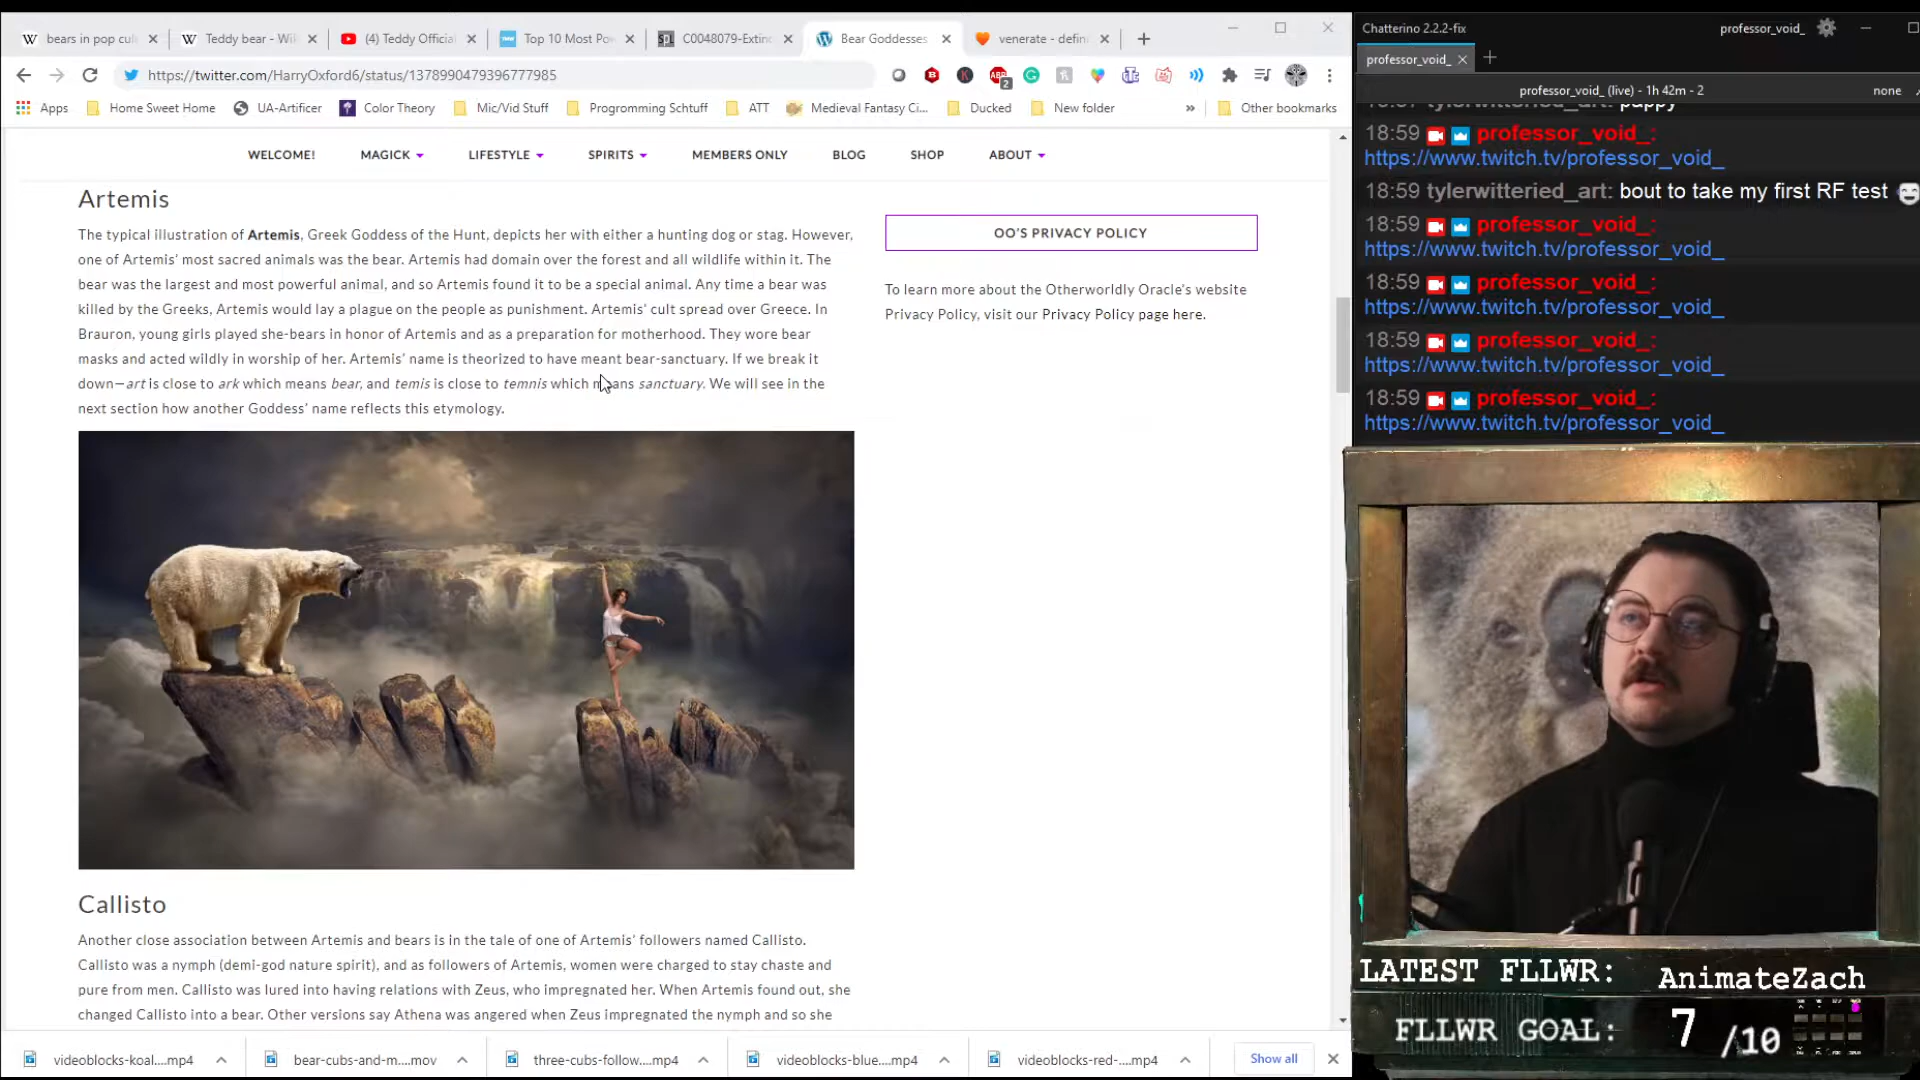 bears in pop cul
Teddy bear - Wi
(4) Teddy Official
Top 10 Most Po
C0048079-Extin
Bear Goddesses
venerate - defin
https://twitter.com/HarryOxford6/status/1378990479396777985
Apps
Home Sweet Home
UA-Artificer
Color Theory
Mic/Vid Stuff
Programming Schtuff
ATT
Medieval Fantasy Ci...
Ducked
New folder
»
Other bookmarks
WELCOME!
MAGICK
LIFESTYLE
SPIRITS
MEMBERS ONLY
BLOG
SHOP
ABOUT
Artemis
The typical illustration of Artemis, Greek Goddess of the Hunt, depicts her with either a hunting dog or stag. However,
one of Artemis' most sacred animals was the bear. Artemis had domain over the forest and all wildlife within it. The
bear was the largest and most powerful animal, and so Artemis found it to be a special animal. Any time a bear was
killed by the Greeks, Artemis would lay a plague on the people as punishment. Artemis' cult spread over Greece. In
Brauron, young girls played she-bears in honor of Artemis and as a preparation for motherhood. They wore bear
masks and acted wildly in worship of her. Artemis' name is theorized to have meant bear-sanctuary. If we break it
down—art is close to ark which means bear, and temis is close to temnis which means sanctuary. We will see in the
next section how another Goddess' name reflects this etymology.
OO'S PRIVACY POLICY
To learn more about the Otherworldly Oracle's website
Privacy Policy, visit our Privacy Policy page here.
Callisto
Another close association between Artemis and bears is in the tale of one of Artemis' followers named Callisto.
Callisto was a nymph (demi-god nature spirit), and as followers of Artemis, women were charged to stay chaste and
pure from men. Callisto was lured into having relations with Zeus, who impregnated her. When Artemis found out, she
changed Callisto into a bear. Other versions say Athena was angered when Zeus impregnated the nymph and so she
videoblocks-koal....mp4
bear-cubs-and-m....mov
three-cubs-follow....mp4
videoblocks-blue....mp4
videoblocks-red-....mp4
Show all
Chatterino 2.2.2-fix
professor_void_
professor_void_
professor_void_ (live) - 1h 42m - 2
none
tylerwitteried_art: puppy
18:59 professor_void_:
https://www.twitch.tv/professor_void_
18:59 tylerwitteried_art: bout to take my first RF test
18:59 professor_void_:
https://www.twitch.tv/professor_void_
18:59 professor_void_:
https://www.twitch.tv/professor_void_
18:59 professor_void_:
https://www.twitch.tv/professor_void_
18:59 professor_void_:
https://www.twitch.tv/professor_void_
LATEST FLLWR: AnimateZach
FLLWR GOAL: 7 /10